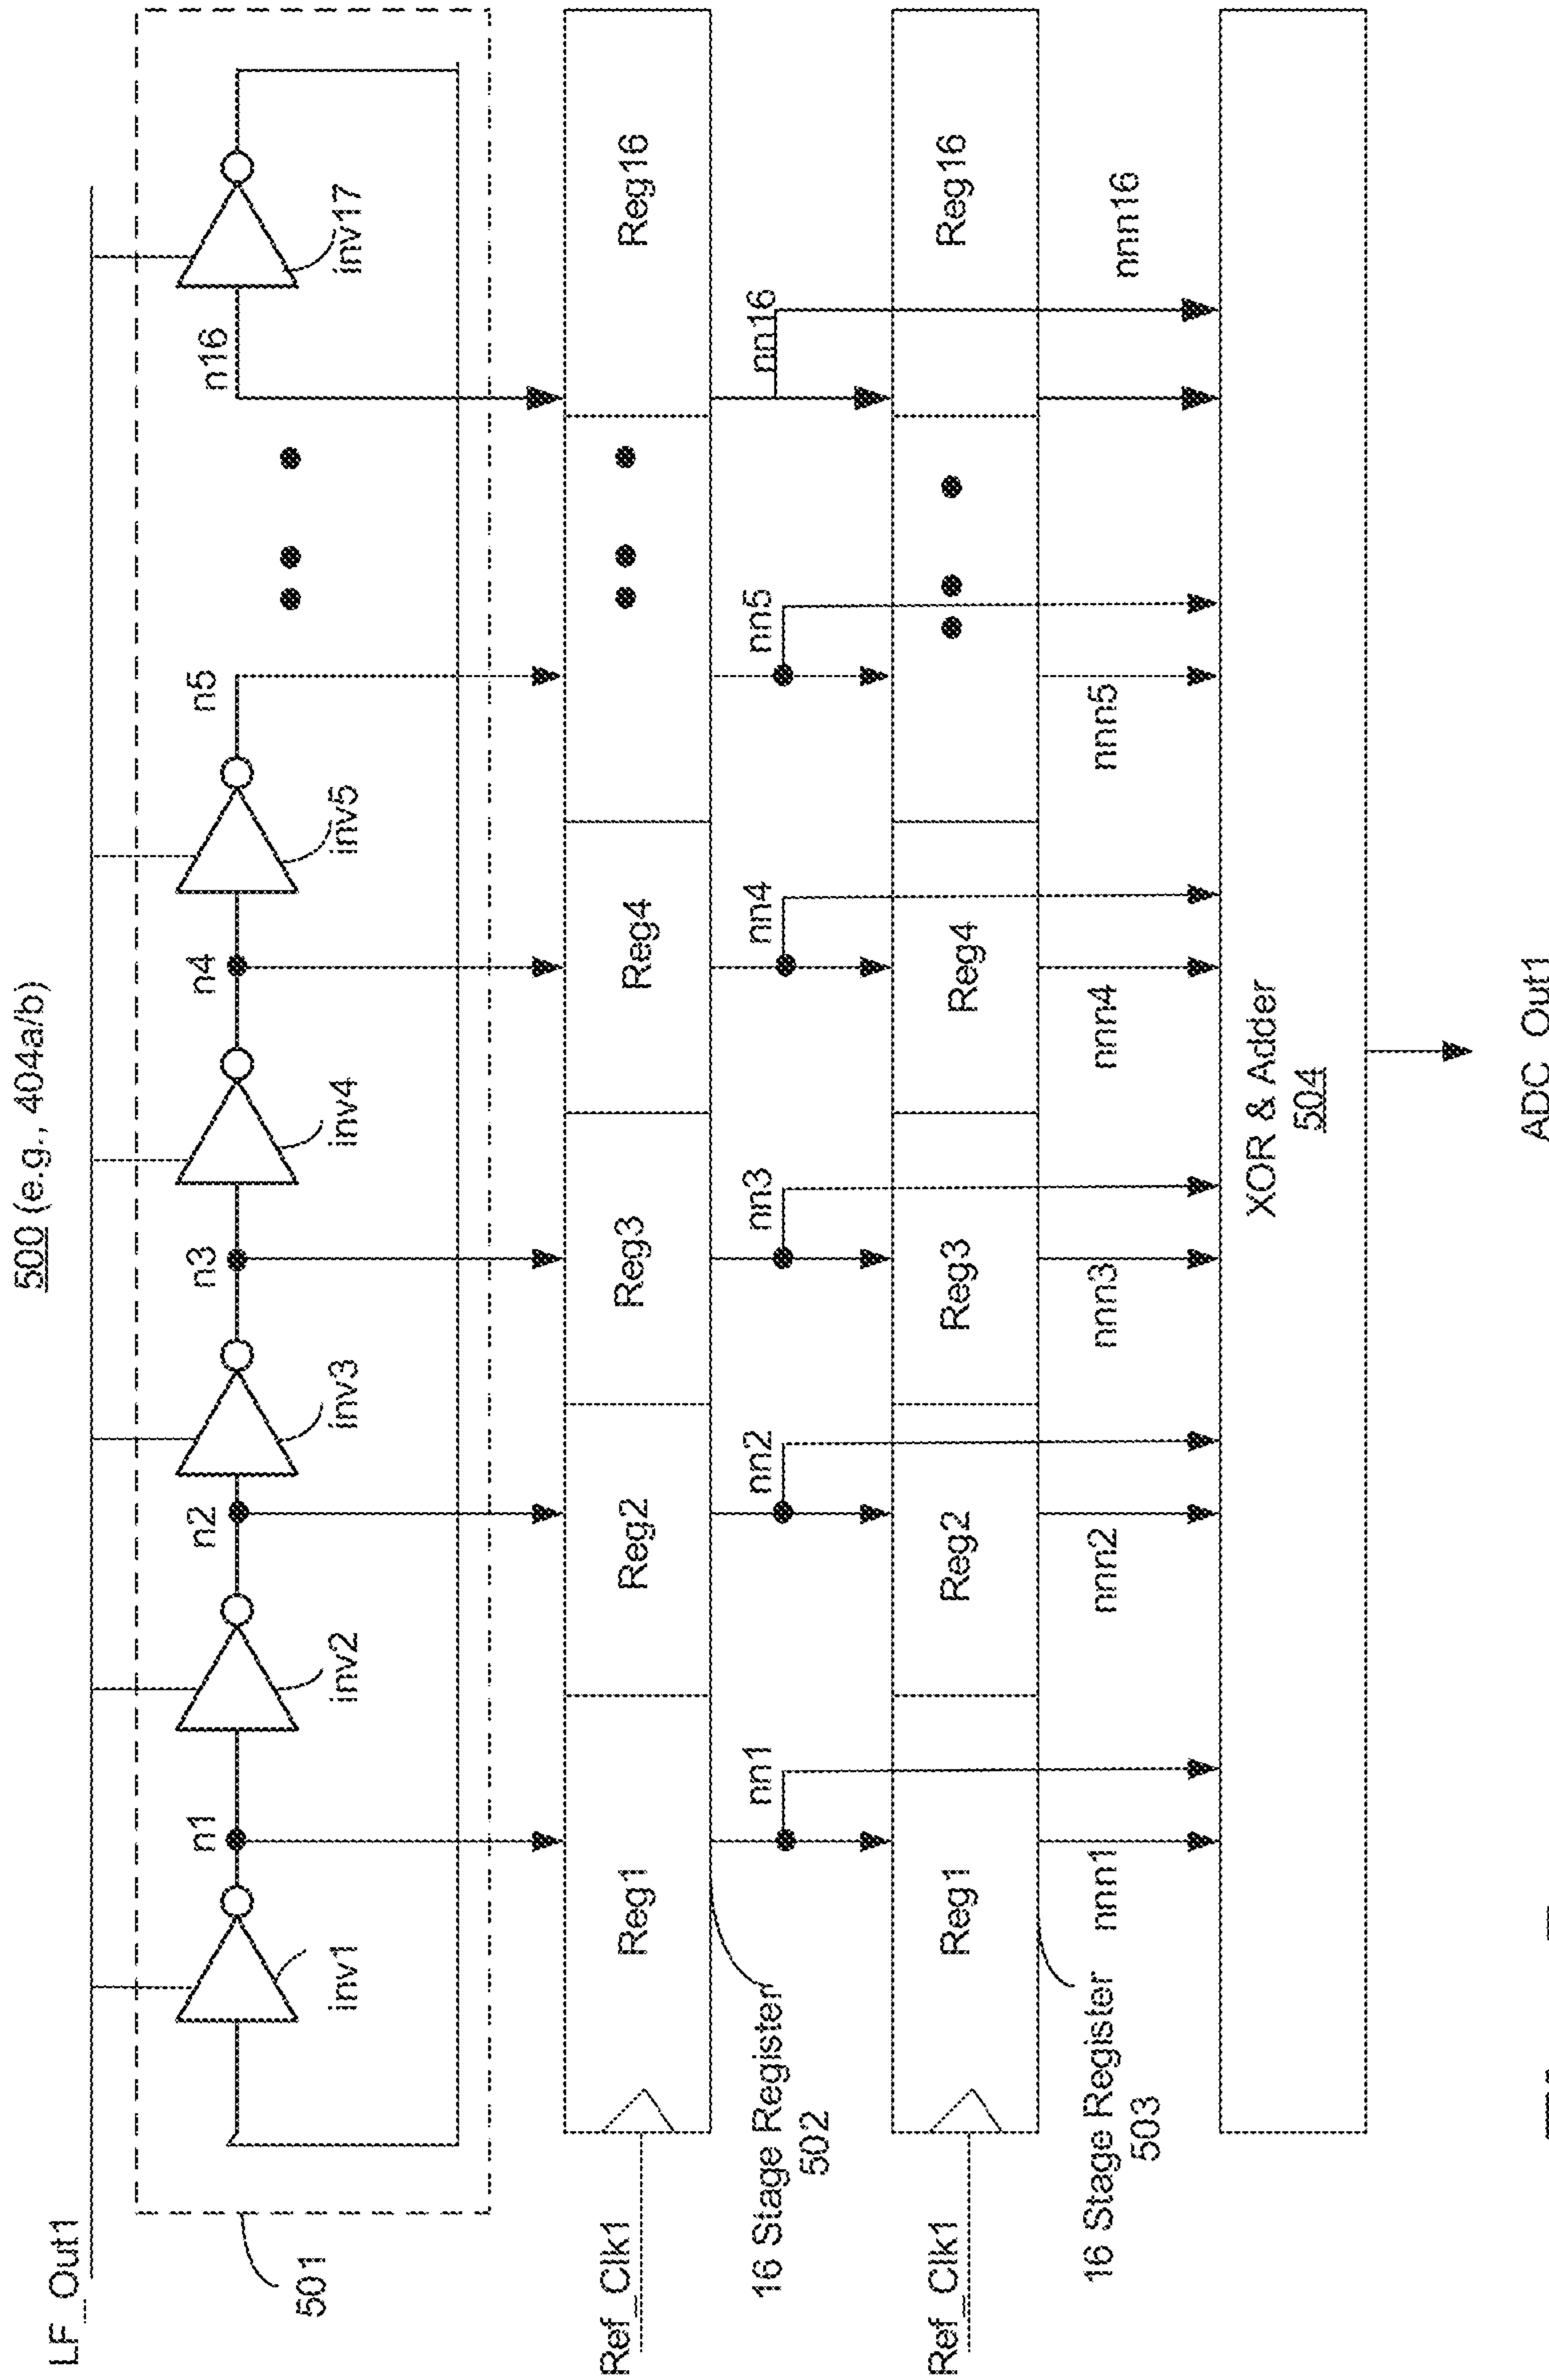 500 (e.g., 404a/b)
LF_Out1
501
inv1
n1
inv2
n2
inv3
n3
inv4
n4
inv5
n5
n16
inv17
Ref_Clk1
Reg1
Reg2
Reg3
Reg4
Reg16
16 Stage Register
502
nn1
nn2
nn3
nn4
nn5
nn16
Ref_Clk1
Reg1
Reg2
Reg3
Reg4
Reg16
16 Stage Register
503
nnn1
nnn2
nnn3
nnn4
nnn5
nnn16
XOR & Adder
504
ADC_Out1